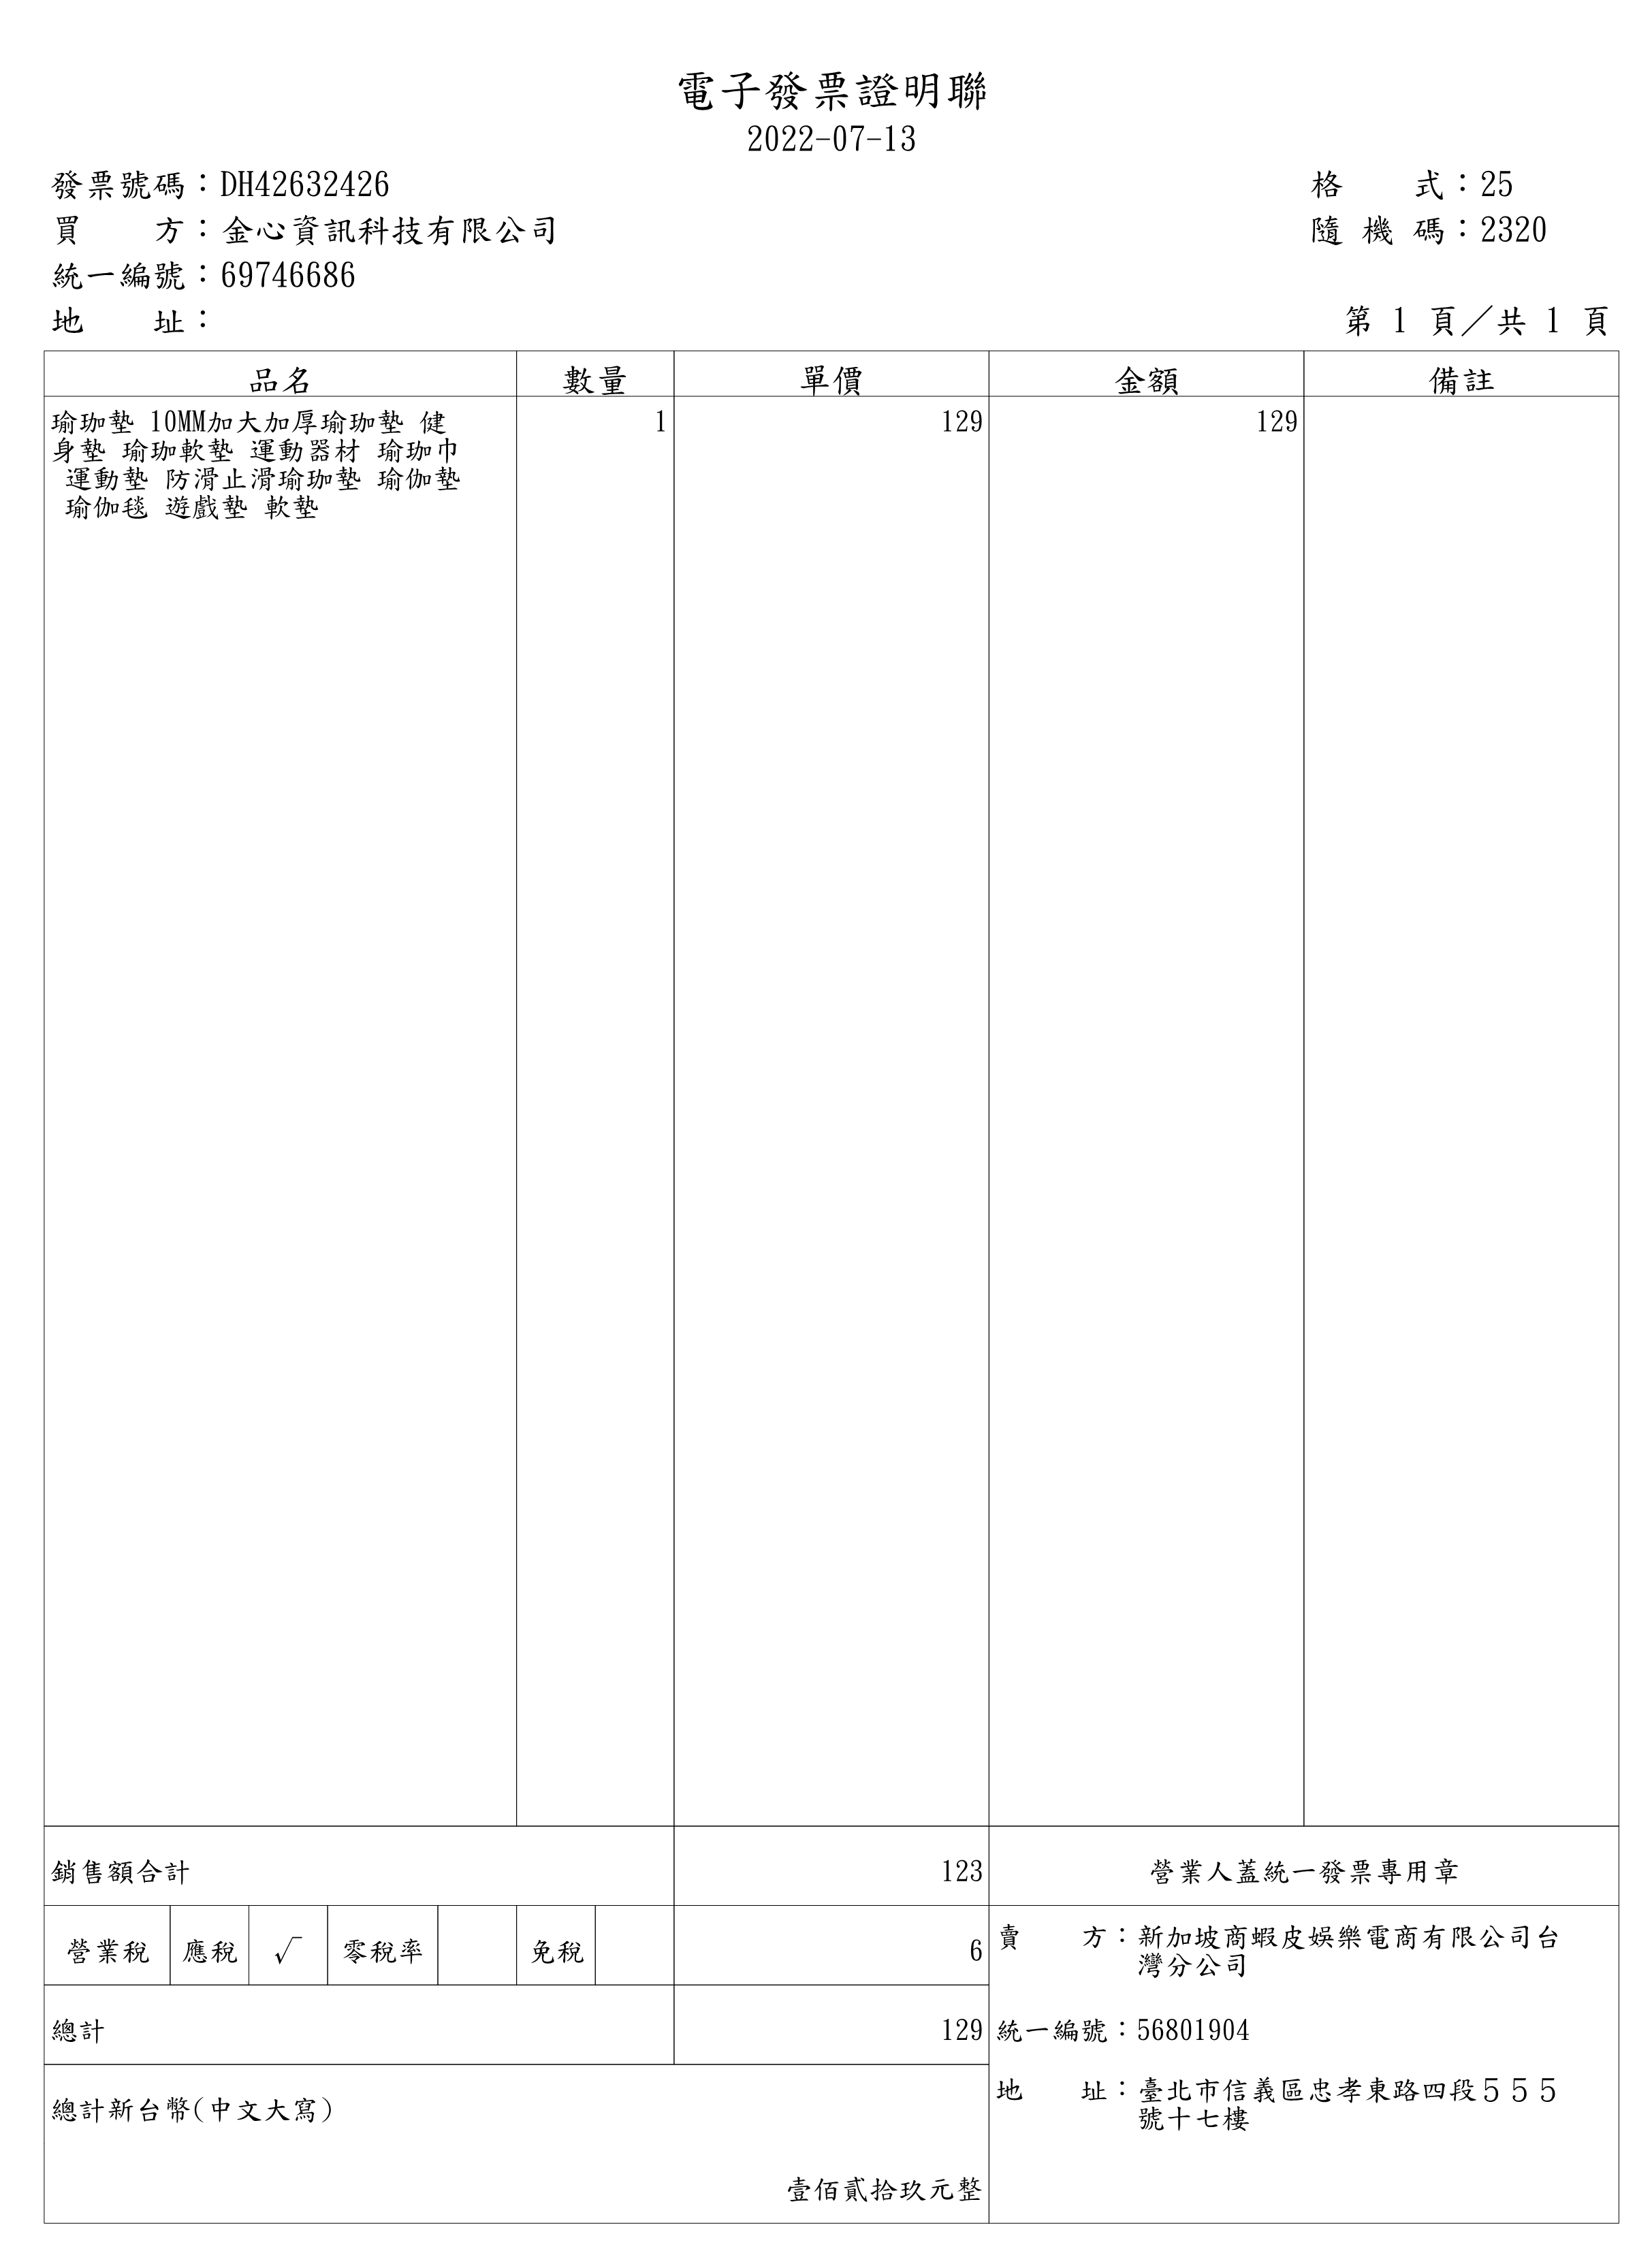 電子發票證明聯
2022-07-13
發票號碼：DH42632426
格　　式：25
買　　方：金心資訊科技有限公司
隨 機 碼：2320
統一編號：69746686
地　　址：
第 1 頁／共 1 頁
品名 數量 單價 金額 備註
瑜珈墊 10MM加大加厚瑜珈墊 健 1 129 129
身墊 瑜珈軟墊 運動器材 瑜珈巾
運動墊 防滑止滑瑜珈墊 瑜伽墊
瑜伽毯 遊戲墊 軟墊
銷售額合計 123 營業人蓋統一發票專用章
營業稅 應稅 √ 零稅率 免稅 6
賣　　方：新加坡商蝦皮娛樂電商有限公司台
灣分公司
總計 129
統一編號：56801904
地　　址：臺北市信義區忠孝東路四段５５５
號十七樓
總計新台幣(中文大寫)
壹佰貳拾玖元整